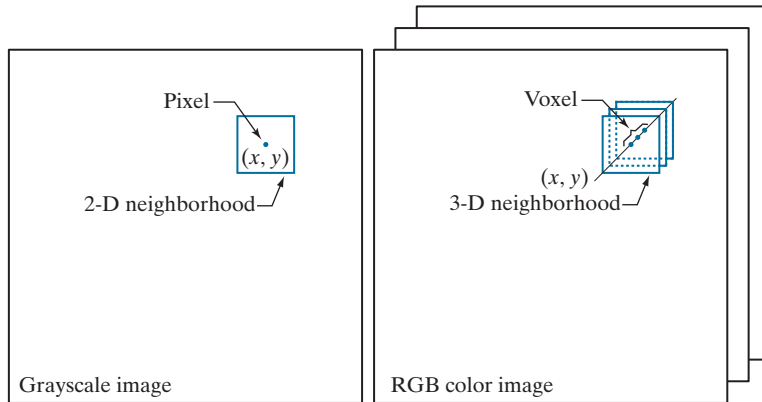 Pixel
(x, y)
2-D neighborhood
Grayscale image
Voxel
(x, y)
3-D neighborhood
RGB color image